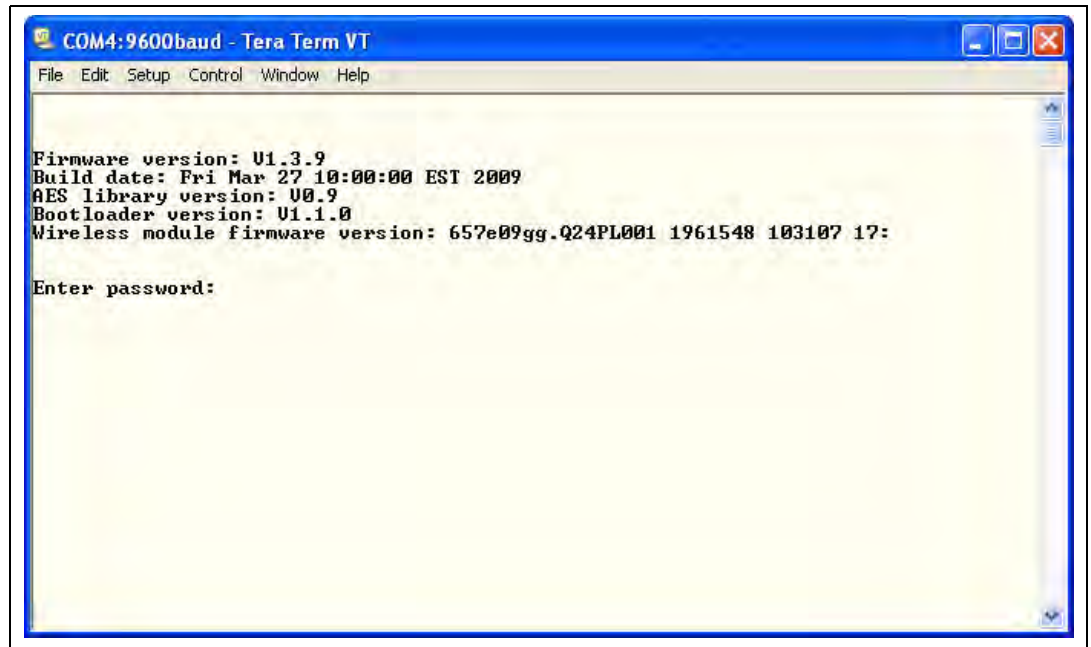 COM4:9600baud - Tera Term VT
File Edit Setup Control Window Help
Firmware version: V1.3.9
Build date: Fri Mar 27 10:00:00 EST 2009
AES library version: V0.9
Bootloader version: V1.1.0
Wireless module firmware version: 657e09gg.Q24PL001 1961548 103107 17:
Enter password: